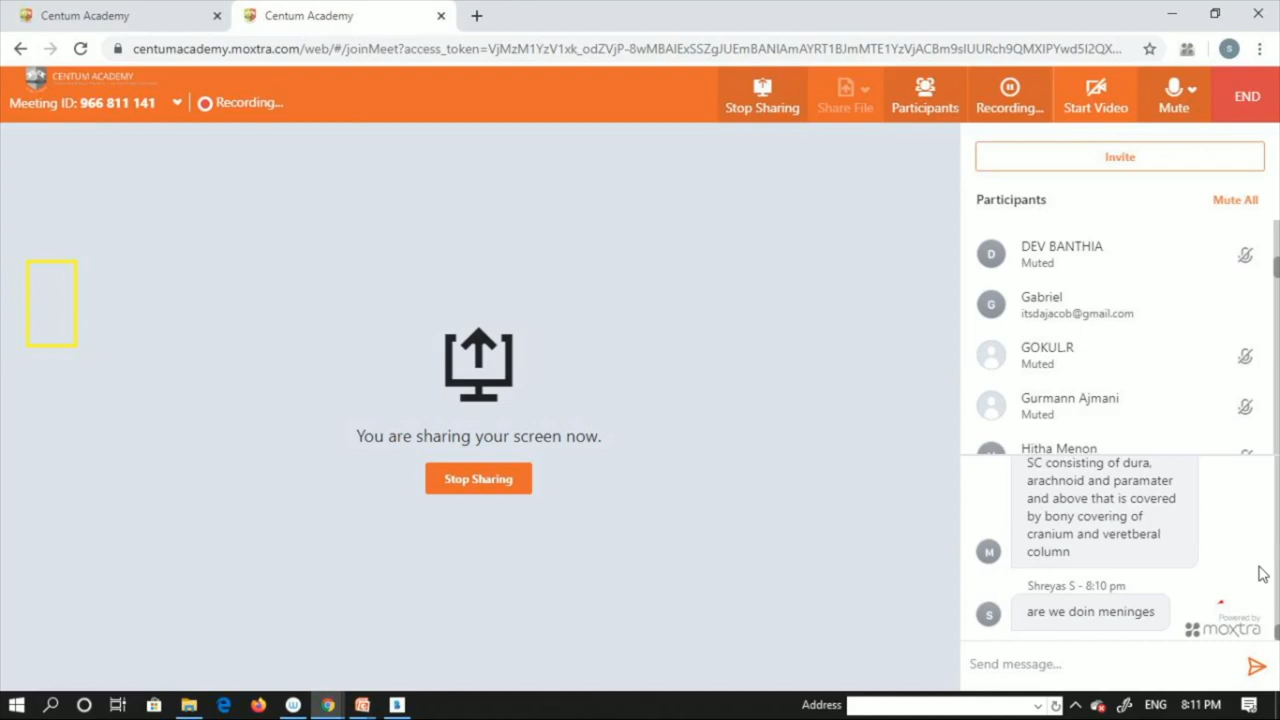 Centum Academy
Centum Academy
centumacademy.moxtra.com/web/#/joinMeet?access_token=VjMzM1YzV1xk_odZVjP-8wMBAIExSSZgJUEmBANIAmAYRT1BJmMTE1YzVjACBm9sIUURch9QMXIPYwd5I2QX...
S
CENTUM ACADEMY
Meeting ID: 966 811 141
Recording...
Stop Sharing
Share File
Participants
Recording...
Start Video
Mute
END
You are sharing your screen now.
Stop Sharing
Invite
Participants
Mute All
D
DEV BANTHIA
Muted
G
Gabriel
itsdajacob@gmail.com
GOKUL.R
Muted
Gurmann Ajmani
Muted
Hitha Menon
SC consisting of dura,
arachnoid and paramater
and above that is covered
by bony covering of
cranium and veretberal
column
M
Shreyas S - 8:10 pm
S
are we doin meninges
Powered by
moxtra
Send message...
Address
ENG
8:11 PM